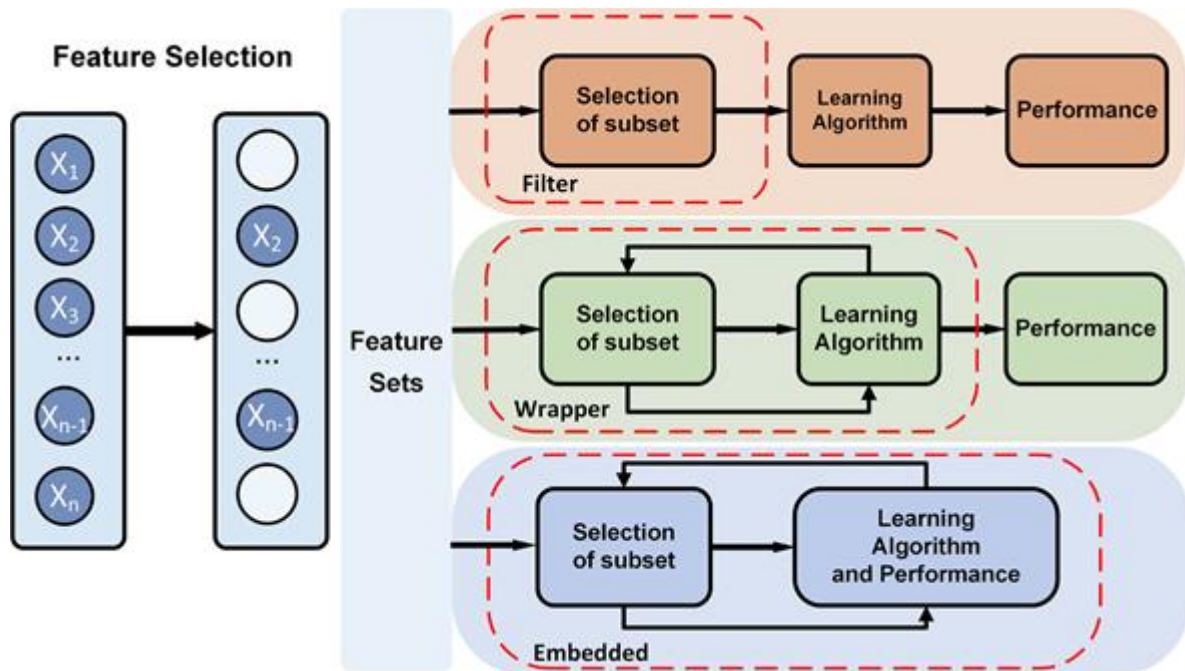 Feature Selection
X1
X2
X3
...
Xn-1
Xn
X2
...
Xn-1
Feature
Sets
Selection
of subset
Learning
Algorithm
Performance
Filter
Selection
of subset
Learning
Algorithm
Performance
Wrapper
Selection
of subset
Learning
Algorithm
and Performance
Embedded